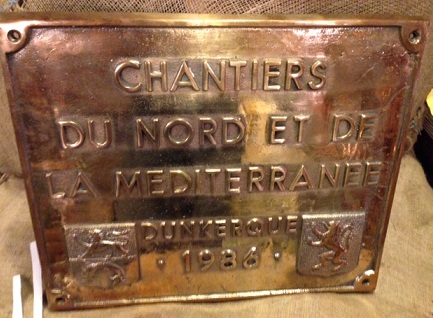 CHANTIERS
DU NORD ET DE
LA MEDITERRANEE
DUNKERQUE
· 1986 ·